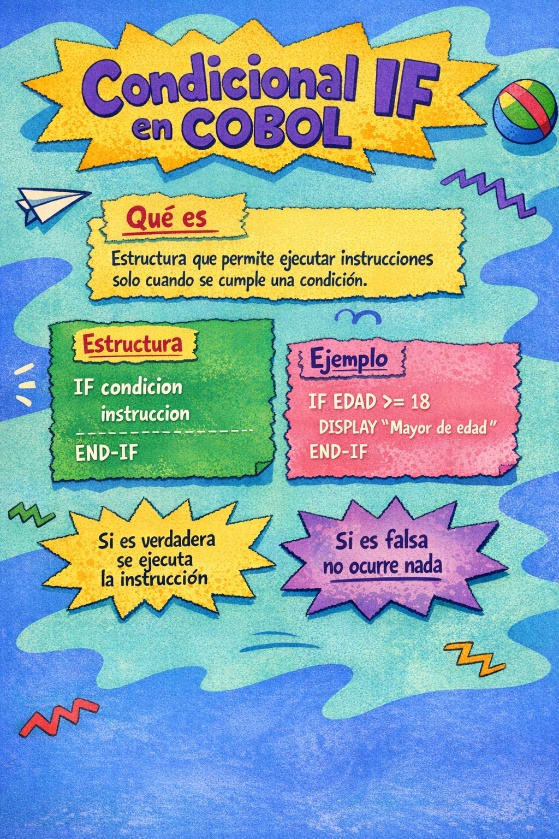 Condicional IF
en COBOL
Qué es
Estructura que permite ejecutar instrucciones
solo cuando se cumple una condición.
Estructura
IF condicion
instruccion
END-IF
Ejemplo
IF EDAD >= 18
DISPLAY “Mayor de edad”
END-IF
Si es verdadera
se ejecuta
la instrucción
Si es falsa
no ocurre nada